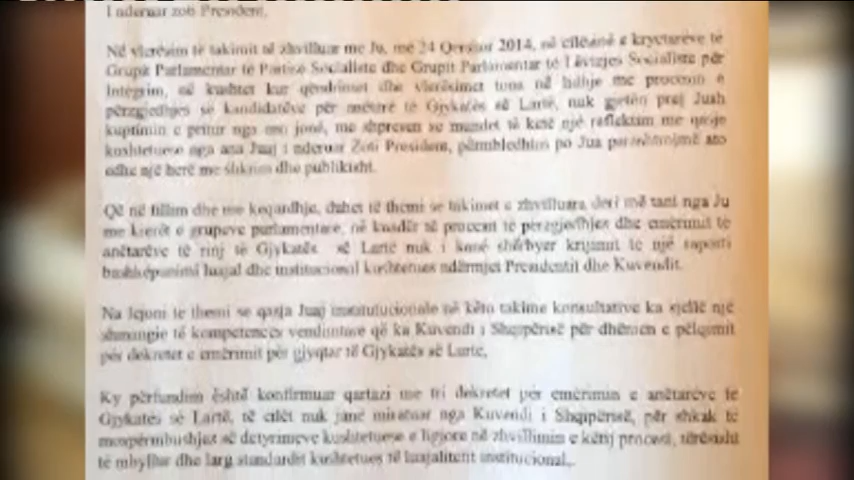 I nderuar zoti President,
Në vlerësim të takimit të zhvilluar me Ju, me 24 Qershor 2014, në cilësinë e kryetarëve të
Grupit Parlamentar të Partisë Socialiste dhe Grupit Parlamentar të Lëvizjes Socialiste për
Integrim, në kushtet kur qëndrimet dhe vlerësimet tona në lidhje me procesin e
përzgjedhjes së kandidatëve për anëtarë të Gjykatës së Lartë, nuk gjetën prej Jush
kuptimin e pritur nga ana jonë, me shpresën se mundet të ketë një reflektim me qasje
kushtetuese nga ana Juaj i nderuar Zoti President, përmbledhim po Jua parashtrojmë ato
edhe një herë me shkrim dhe publikisht.
Që në fillim dhe me keqardhje, duhet të themi se takimet e zhvilluara deri më tani nga Ju
me krerët e grupeve parlamentare, në kuadër të procesit të përzgjedhjes dhe emërimit të
anëtarëve të rinj të Gjykatës së Lartë nuk i kanë shërbyer krijimit të një raporti
bashkëpunimi luajal dhe institucional kushtetues ndërmjet Presidentit dhe Kuvendit.
Na lejoni të themi se qasja Juaj institucionale në këto takime konsultative ka sjellë një
shmangie të kompetencës vendimtare që ka Kuvendi i Shqipërisë për dhënien e pëlqimit
për dekretet e emërimit për gjyqtar të Gjykatës së Lartë.
Ky përfundim është konfirmuar qartazi me tri dekretet për emërimin e anëtarëve të
Gjykatës së Lartë, të cilët nuk janë miratuar nga Kuvendi i Shqipërisë, për shkak të
mospërmbushjes së detyrimeve kushtetuese e ligjore në zhvillimin e këtij procesi, tërësisht
të mbyllur dhe larg standardit kushtetues të luajalitetit institucional.